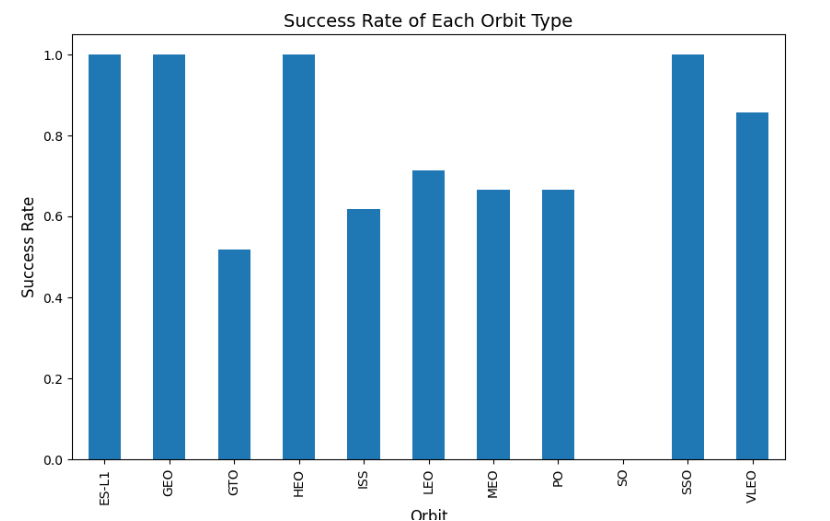 Success Rate of Each Orbit Type
Success Rate
1.0
0.8
0.6
0.4
0.2
0.0
ES-L1
GEO
GTO
HEO
ISS
LEO
MEO
PO
SO
SSO
VLEO
Orbit